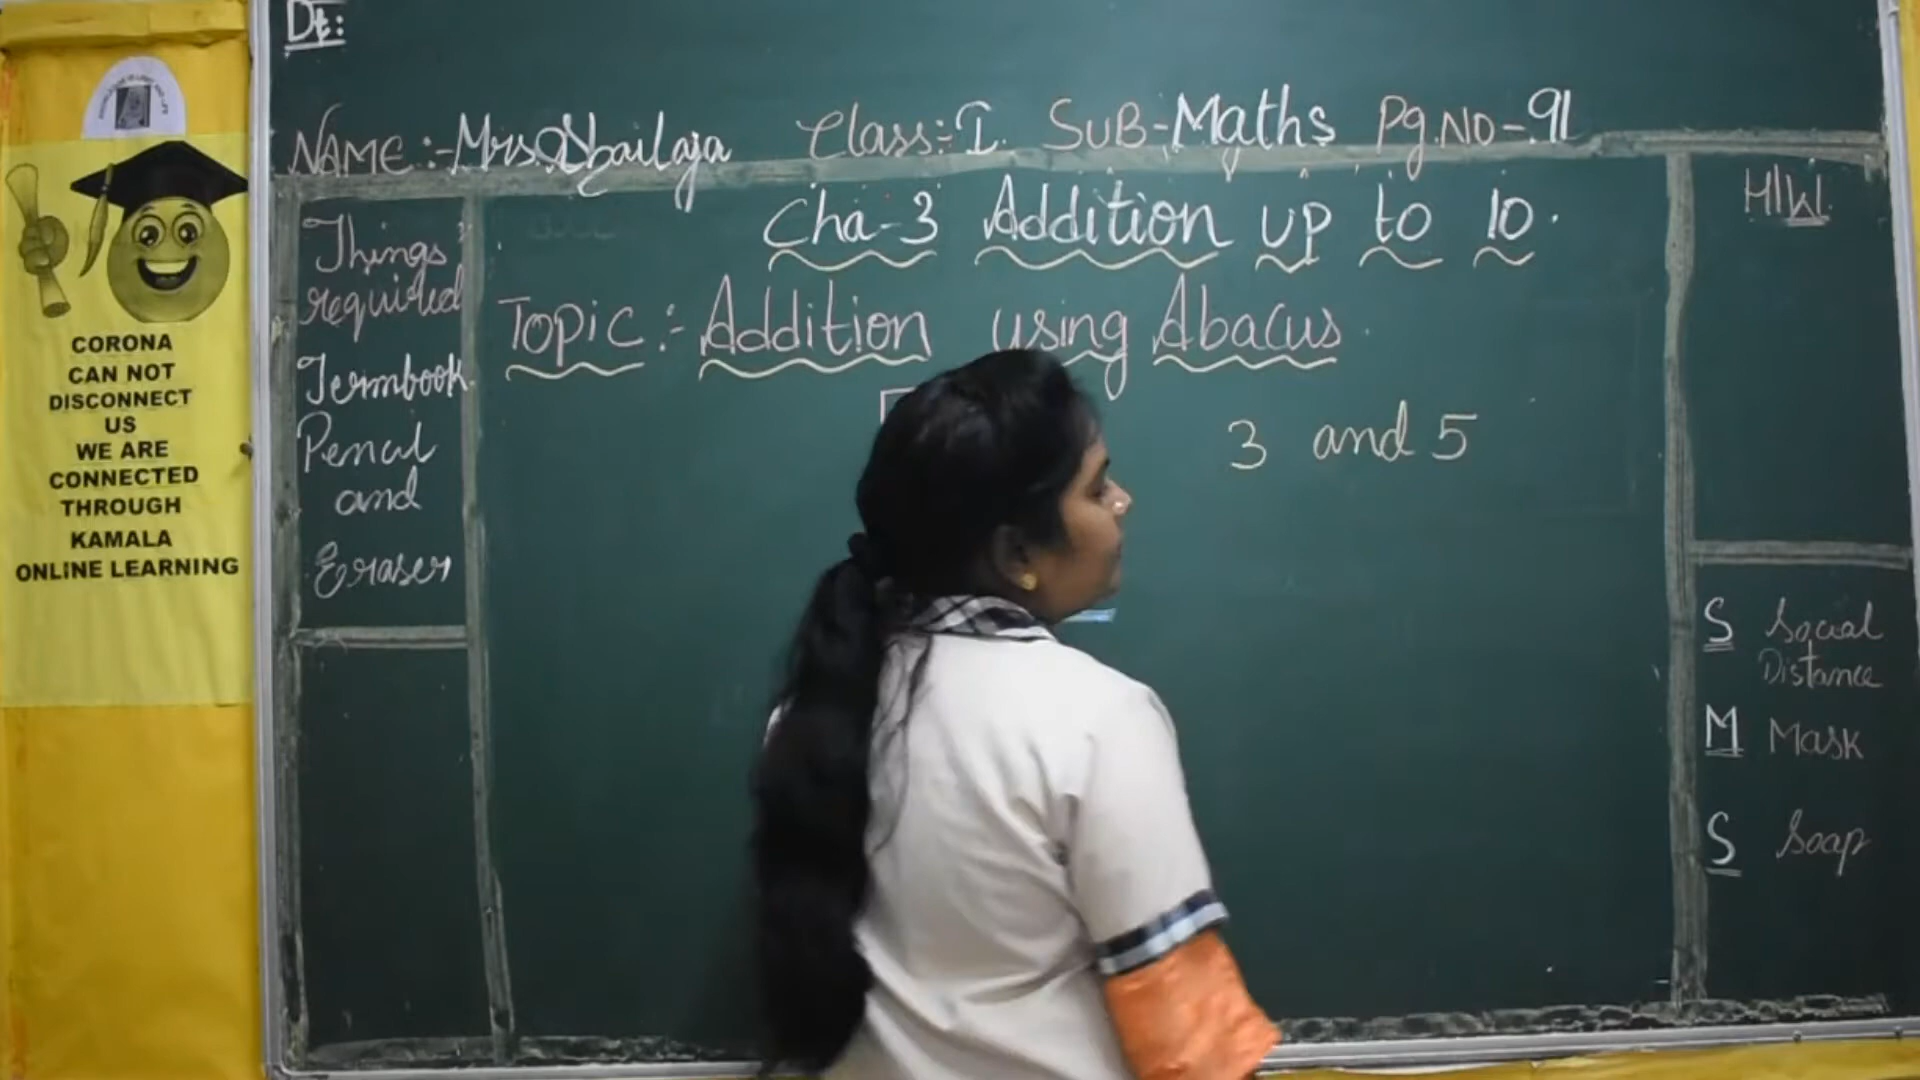 Dt:
NAME:-Mrs Shailaja Class:-I. SUB-Maths Pg.No-91
Cha-3 Addition up to 10.
Topic:- Addition using Abacus.
3 and 5
Things
required
Termbook
Pencil
and
Eraser
H/W
S Social
Distance
M Mask
S Soap
CORONA
CAN NOT
DISCONNECT
US
WE ARE
CONNECTED
THROUGH
KAMALA
ONLINE LEARNING